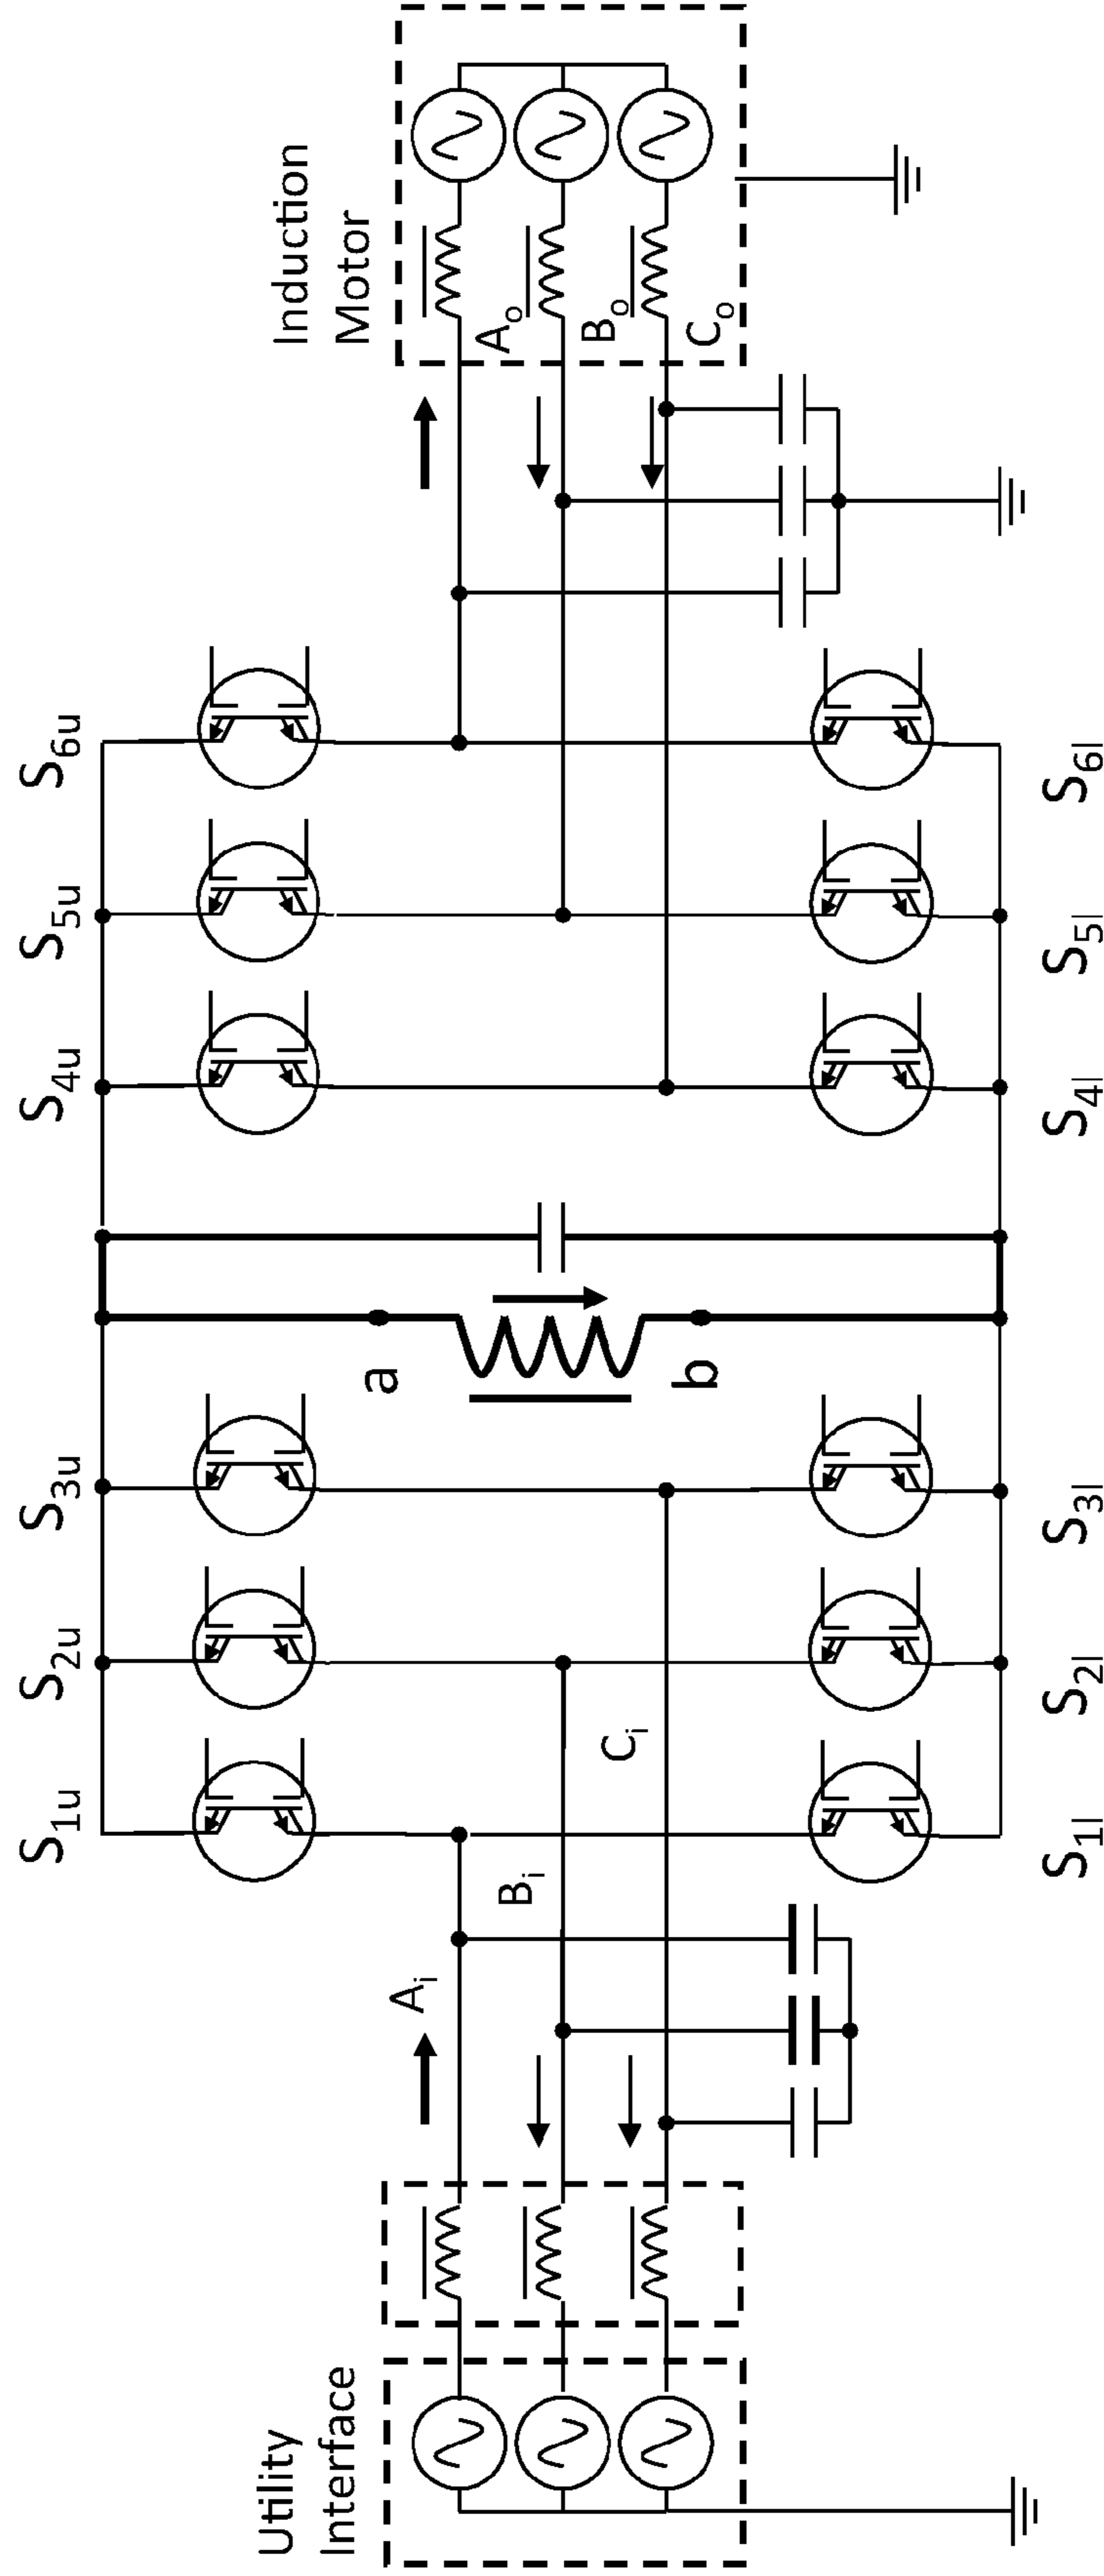 Utility
Interface
Induction
Motor
S1u
S2u
S3u
S4u
S5u
S6u
Ai
Bi
Ci
a
b
Ao
Bo
Co
S1l
S2l
S3l
S4l
S5l
S6l